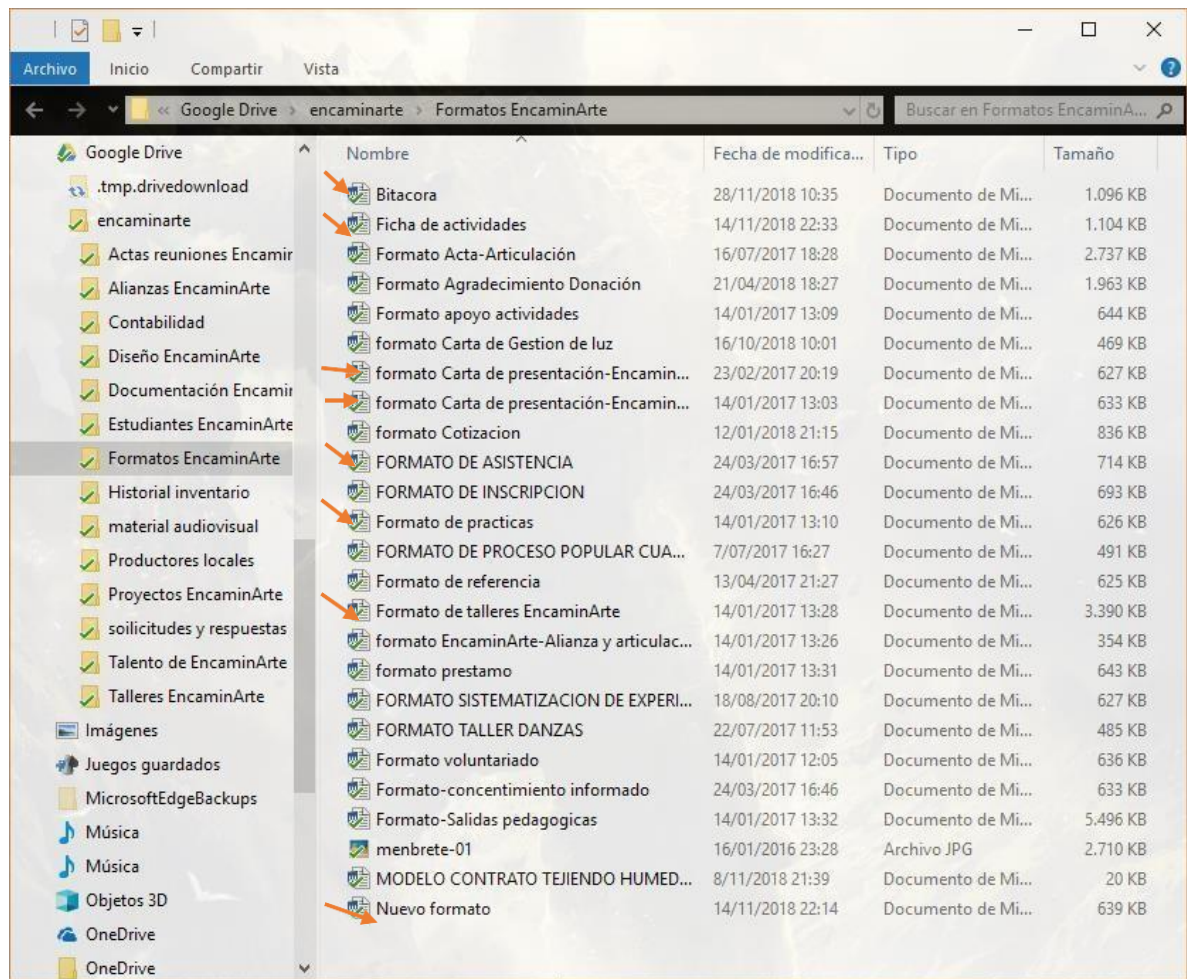 Archivo Inicio Compartir Vista
« Google Drive > encaminarte > Formatos EncaminArte Buscar en Formatos EncaminA...
Google Drive
.tmp.drivedownload
encaminarte
Actas reuniones Encamir
Alianzas EncaminArte
Contabilidad
Diseño EncaminArte
Documentación Encamir
Estudiantes EncaminArte
Formatos EncaminArte
Historial inventario
material audiovisual
Productores locales
Proyectos EncaminArte
soilicitudes y respuestas
Talento de EncaminArte
Talleres EncaminArte
Imágenes
Juegos guardados
MicrosoftEdgeBackups
Música
Música
Objetos 3D
OneDrive
OneDrive
Nombre Fecha de modifica... Tipo Tamaño
Bitacora 28/11/2018 10:35 Documento de Mi... 1.096 KB
Ficha de actividades 14/11/2018 22:33 Documento de Mi... 1.104 KB
Formato Acta-Articulación 16/07/2017 18:28 Documento de Mi... 2.737 KB
Formato Agradecimiento Donación 21/04/2018 18:27 Documento de Mi... 1.963 KB
Formato apoyo actividades 14/01/2017 13:09 Documento de Mi... 644 KB
formato Carta de Gestion de luz 16/10/2018 10:01 Documento de Mi... 469 KB
formato Carta de presentación-Encamin... 23/02/2017 20:19 Documento de Mi... 627 KB
formato Carta de presentación-Encamin... 14/01/2017 13:03 Documento de Mi... 633 KB
formato Cotizacion 12/01/2018 21:15 Documento de Mi... 836 KB
FORMATO DE ASISTENCIA 24/03/2017 16:57 Documento de Mi... 714 KB
FORMATO DE INSCRIPCION 24/03/2017 16:46 Documento de Mi... 693 KB
Formato de practicas 14/01/2017 13:10 Documento de Mi... 626 KB
FORMATO DE PROCESO POPULAR CUA... 7/07/2017 16:27 Documento de Mi... 491 KB
Formato de referencia 13/04/2017 21:27 Documento de Mi... 625 KB
Formato de talleres EncaminArte 14/01/2017 13:28 Documento de Mi... 3.390 KB
formato EncaminArte-Alianza y articulac... 14/01/2017 13:26 Documento de Mi... 354 KB
formato prestamo 14/01/2017 13:31 Documento de Mi... 643 KB
FORMATO SISTEMATIZACION DE EXPERI... 18/08/2017 20:10 Documento de Mi... 627 KB
FORMATO TALLER DANZAS 22/07/2017 11:53 Documento de Mi... 485 KB
Formato voluntariado 14/01/2017 12:05 Documento de Mi... 636 KB
Formato-concentimiento informado 24/03/2017 16:46 Documento de Mi... 633 KB
Formato-Salidas pedagogicas 14/01/2017 13:32 Documento de Mi... 5.496 KB
menbrete-01 16/01/2016 23:28 Archivo JPG 2.710 KB
MODELO CONTRATO TEJIENDO HUMED... 8/11/2018 21:39 Documento de Mi... 20 KB
Nuevo formato 14/11/2018 22:14 Documento de Mi... 639 KB